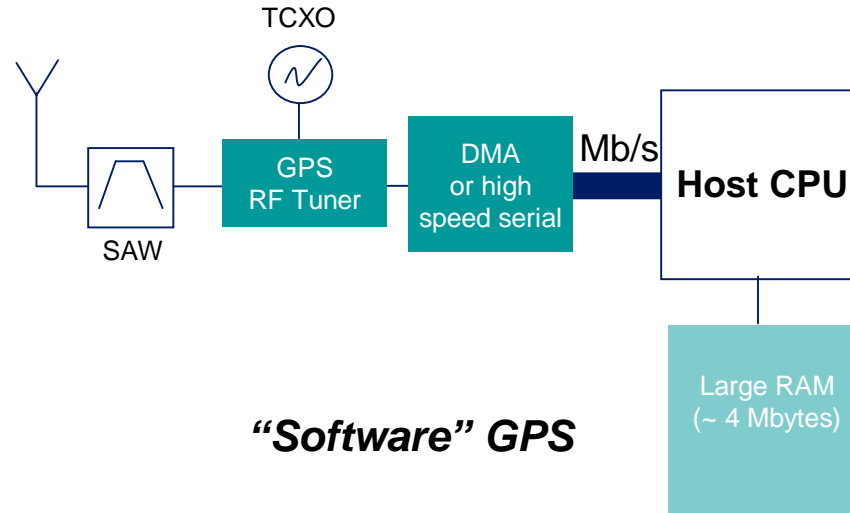 TCXO
GPS
RF Tuner
DMA
or high
speed serial
Mb/s
Host CPU
SAW
Large RAM
(~ 4 Mbytes)
“Software” GPS